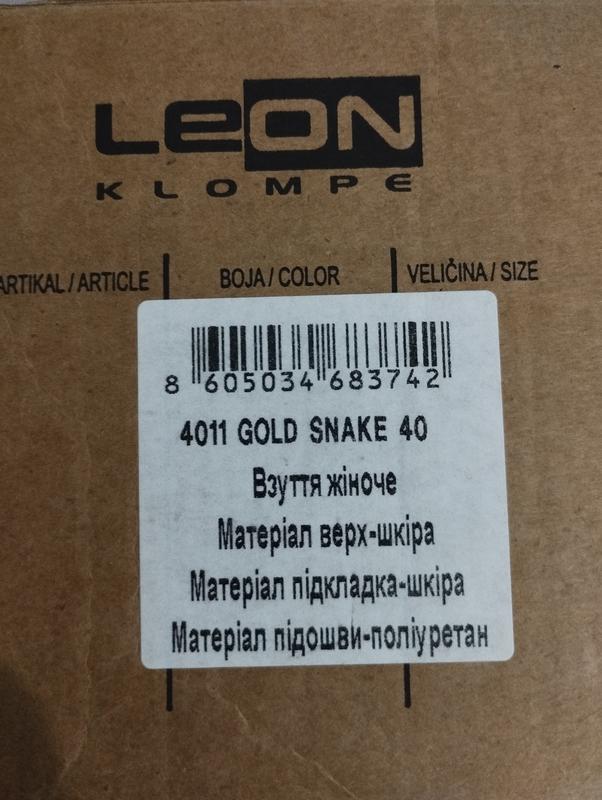 LEON
KLOMPE
ARTIKAL / ARTICLE BOJA / COLOR VELIČINA / SIZE
8 605034 683742
4011 GOLD SNAKE 40
Взуття жіноче
Матеріал верх-шкіра
Матеріал підкладка-шкіра
Матеріал підошви-поліуретан